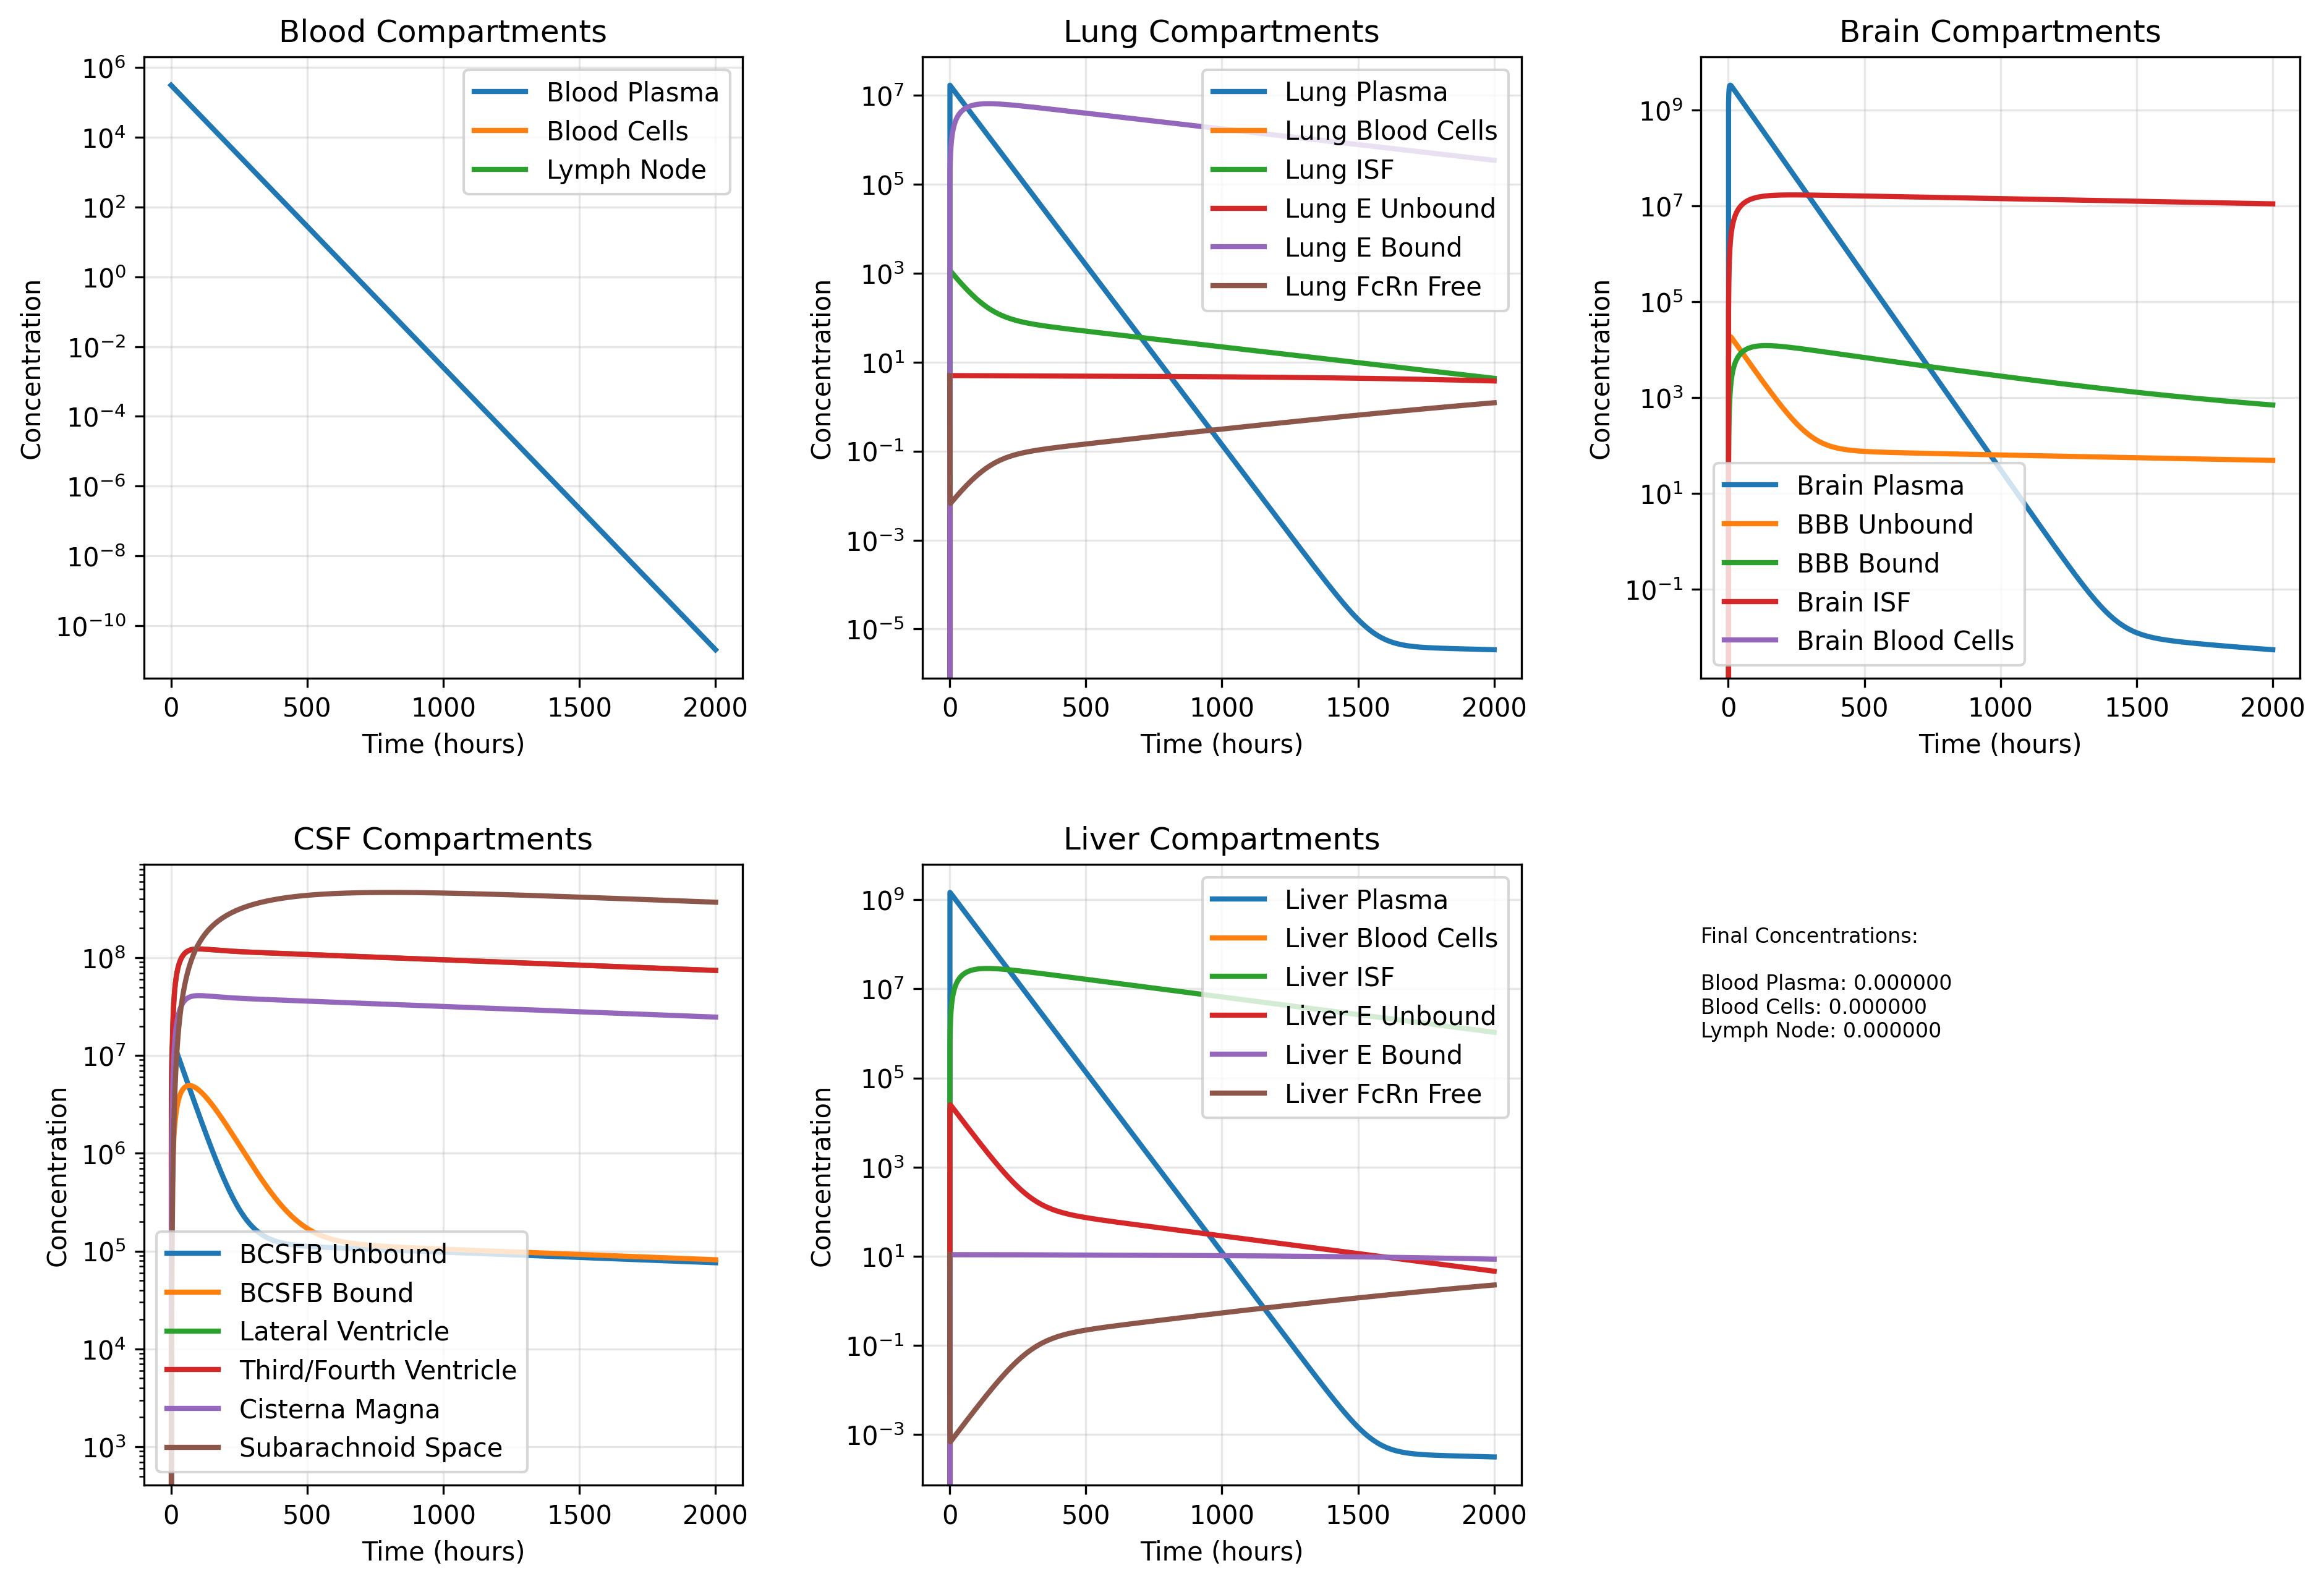 Blood Compartments
10^6
10^4
10^2
10^0
10^−2
10^−4
10^−6
10^−8
10^−10
Concentration
0 500 1000 1500 2000
Time (hours)
Blood Plasma
Blood Cells
Lymph Node
Lung Compartments
10^7
10^5
10^3
10^1
10^−1
10^−3
10^−5
Concentration
0 500 1000 1500 2000
Time (hours)
Lung Plasma
Lung Blood Cells
Lung ISF
Lung E Unbound
Lung E Bound
Lung FcRn Free
Brain Compartments
10^9
10^7
10^5
10^3
10^1
10^−1
Concentration
0 500 1000 1500 2000
Time (hours)
Brain Plasma
BBB Unbound
BBB Bound
Brain ISF
Brain Blood Cells
CSF Compartments
10^8
10^7
10^6
10^5
10^4
10^3
Concentration
0 500 1000 1500 2000
Time (hours)
BCSFB Unbound
BCSFB Bound
Lateral Ventricle
Third/Fourth Ventricle
Cisterna Magna
Subarachnoid Space
Liver Compartments
10^9
10^7
10^5
10^3
10^1
10^−1
10^−3
Concentration
0 500 1000 1500 2000
Time (hours)
Liver Plasma
Liver Blood Cells
Liver ISF
Liver E Unbound
Liver E Bound
Liver FcRn Free
Final Concentrations:
Blood Plasma: 0.000000
Blood Cells: 0.000000
Lymph Node: 0.000000